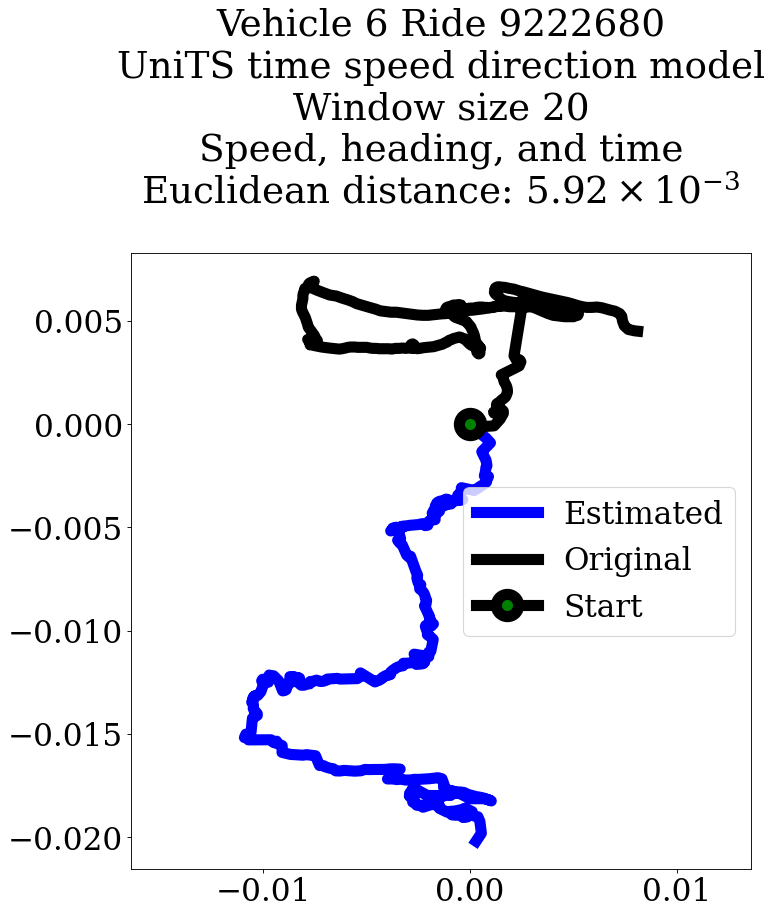 Vehicle 6 Ride 9222680
UniTS time speed direction model
Window size 20
Speed, heading, and time
Euclidean distance: 5.92 × 10⁻³
0.005
0.000
−0.005
−0.010
−0.015
−0.020
Estimated
Original
Start
−0.01
0.00
0.01